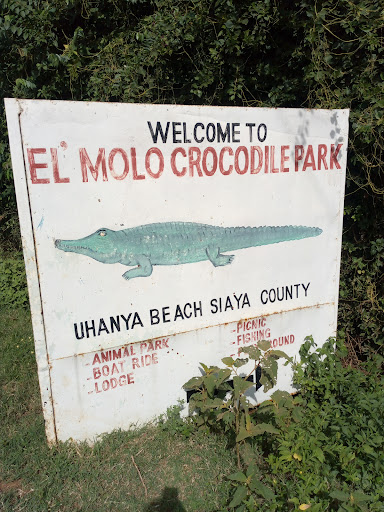 WELCOME TO
EL' MOLO CROCODILE PARK
UHANYA BEACH SIAYA COUNTY
-ANIMAL PARK
-BOAT RIDE
-LODGE
-PICNIC
-FISHING